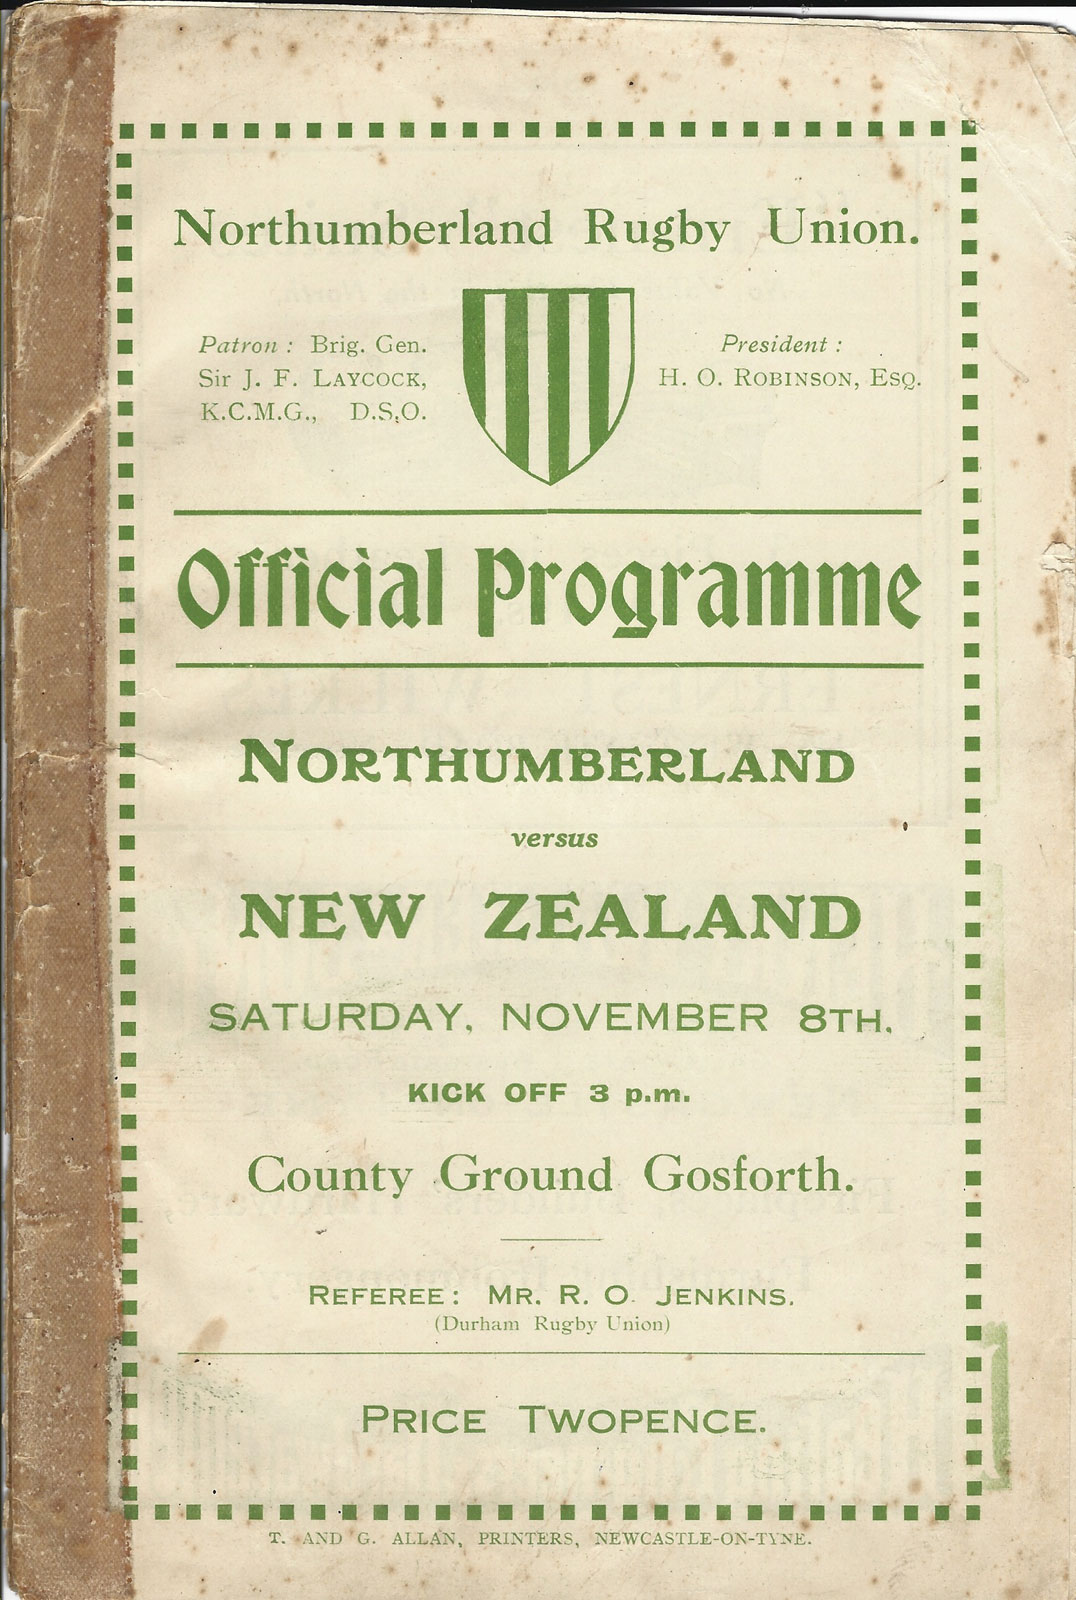 Northumberland Rugby Union.
Patron : Brig. Gen.
Sir J. F. LAYCOCK,
K.C.M.G., D.S.O.
President :
H. O. ROBINSON, ESQ.
Official Programme
NORTHUMBERLAND
versus
NEW ZEALAND
SATURDAY, NOVEMBER 8TH.
KICK OFF 3 p.m.
County Ground Gosforth.
REFEREE: MR. R. O. JENKINS.
(Durham Rugby Union)
PRICE TWOPENCE.
T. AND G. ALLAN, PRINTERS, NEWCASTLE-ON-TYNE.